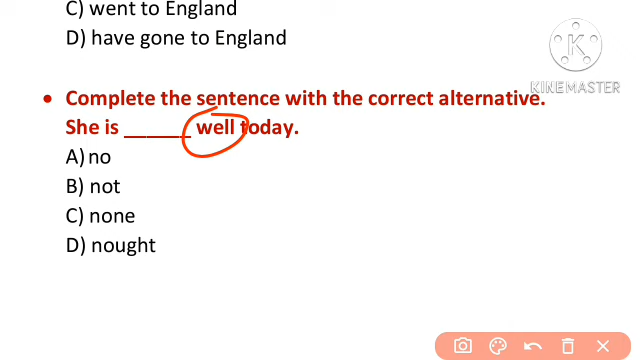 C) went to England
D) have gone to England
K
KINEMASTER
• Complete the sentence with the correct alternative.
She is ______ well today.
A) no
B) not
C) none
D) nought